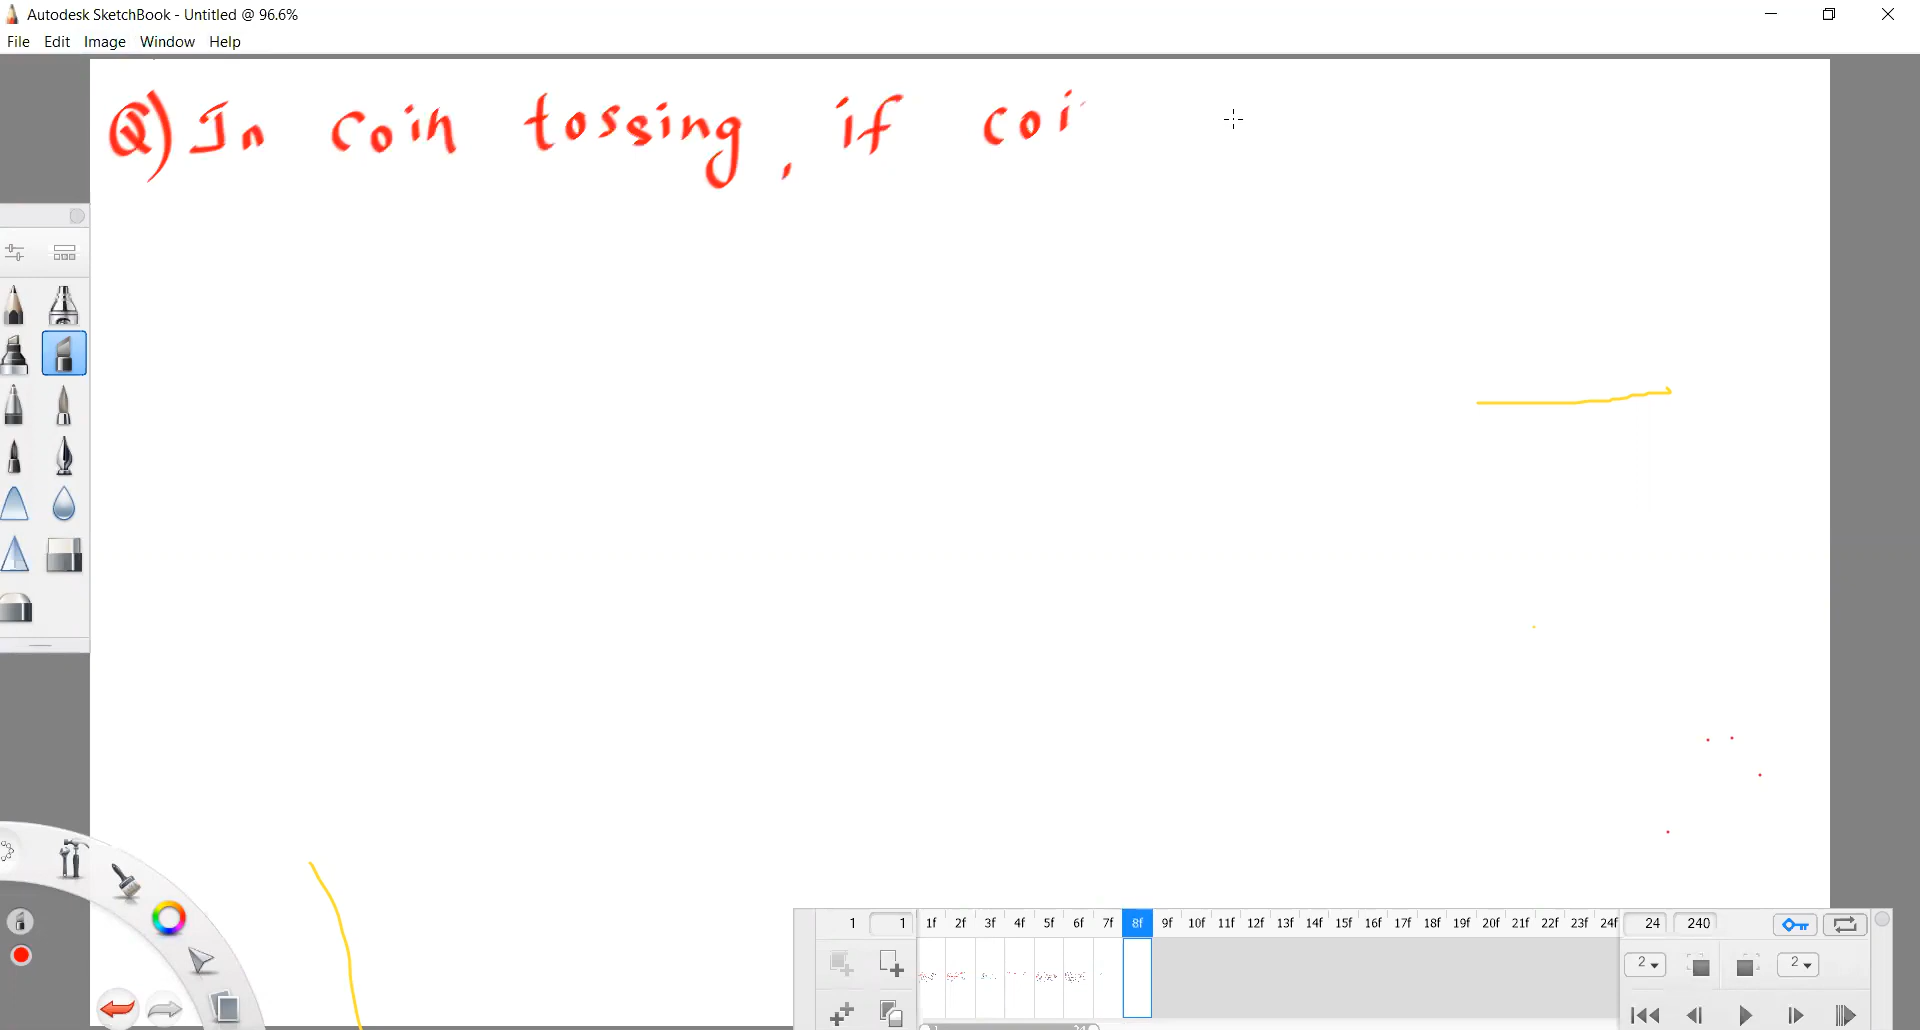 Autodesk SketchBook - Untitled @ 96.6%
File Edit Image Window Help
Q) In coin tossing, if coi
1 1 1f 2f 3f 4f 5f 6f 7f 8f 9f 10f 11f 12f 13f 14f 15f 16f 17f 18f 19f 20f 21f 22f 23f 24f 24 240
2 2
1 24